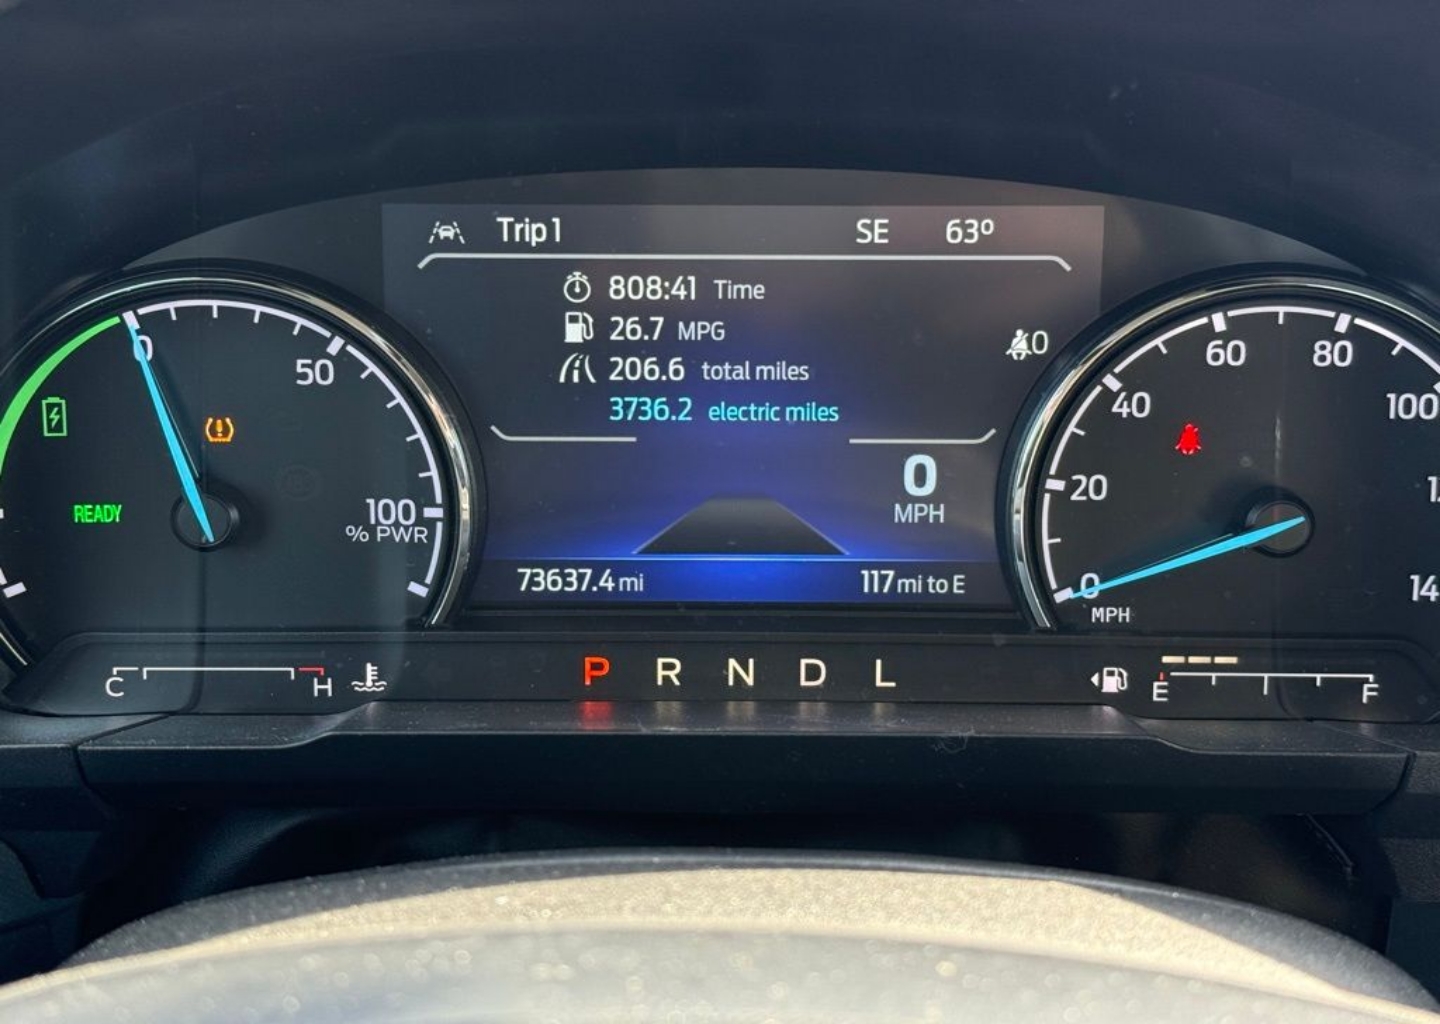 Trip 1 SE 63°
808:41 Time
26.7 MPG
206.6 total miles
3736.2 electric miles
0
0
MPH
73637.4 mi 117 mi to E
0
50
100
% PWR
READY
0
20
40
60
80
100
MPH
C H
P R N D L
E F